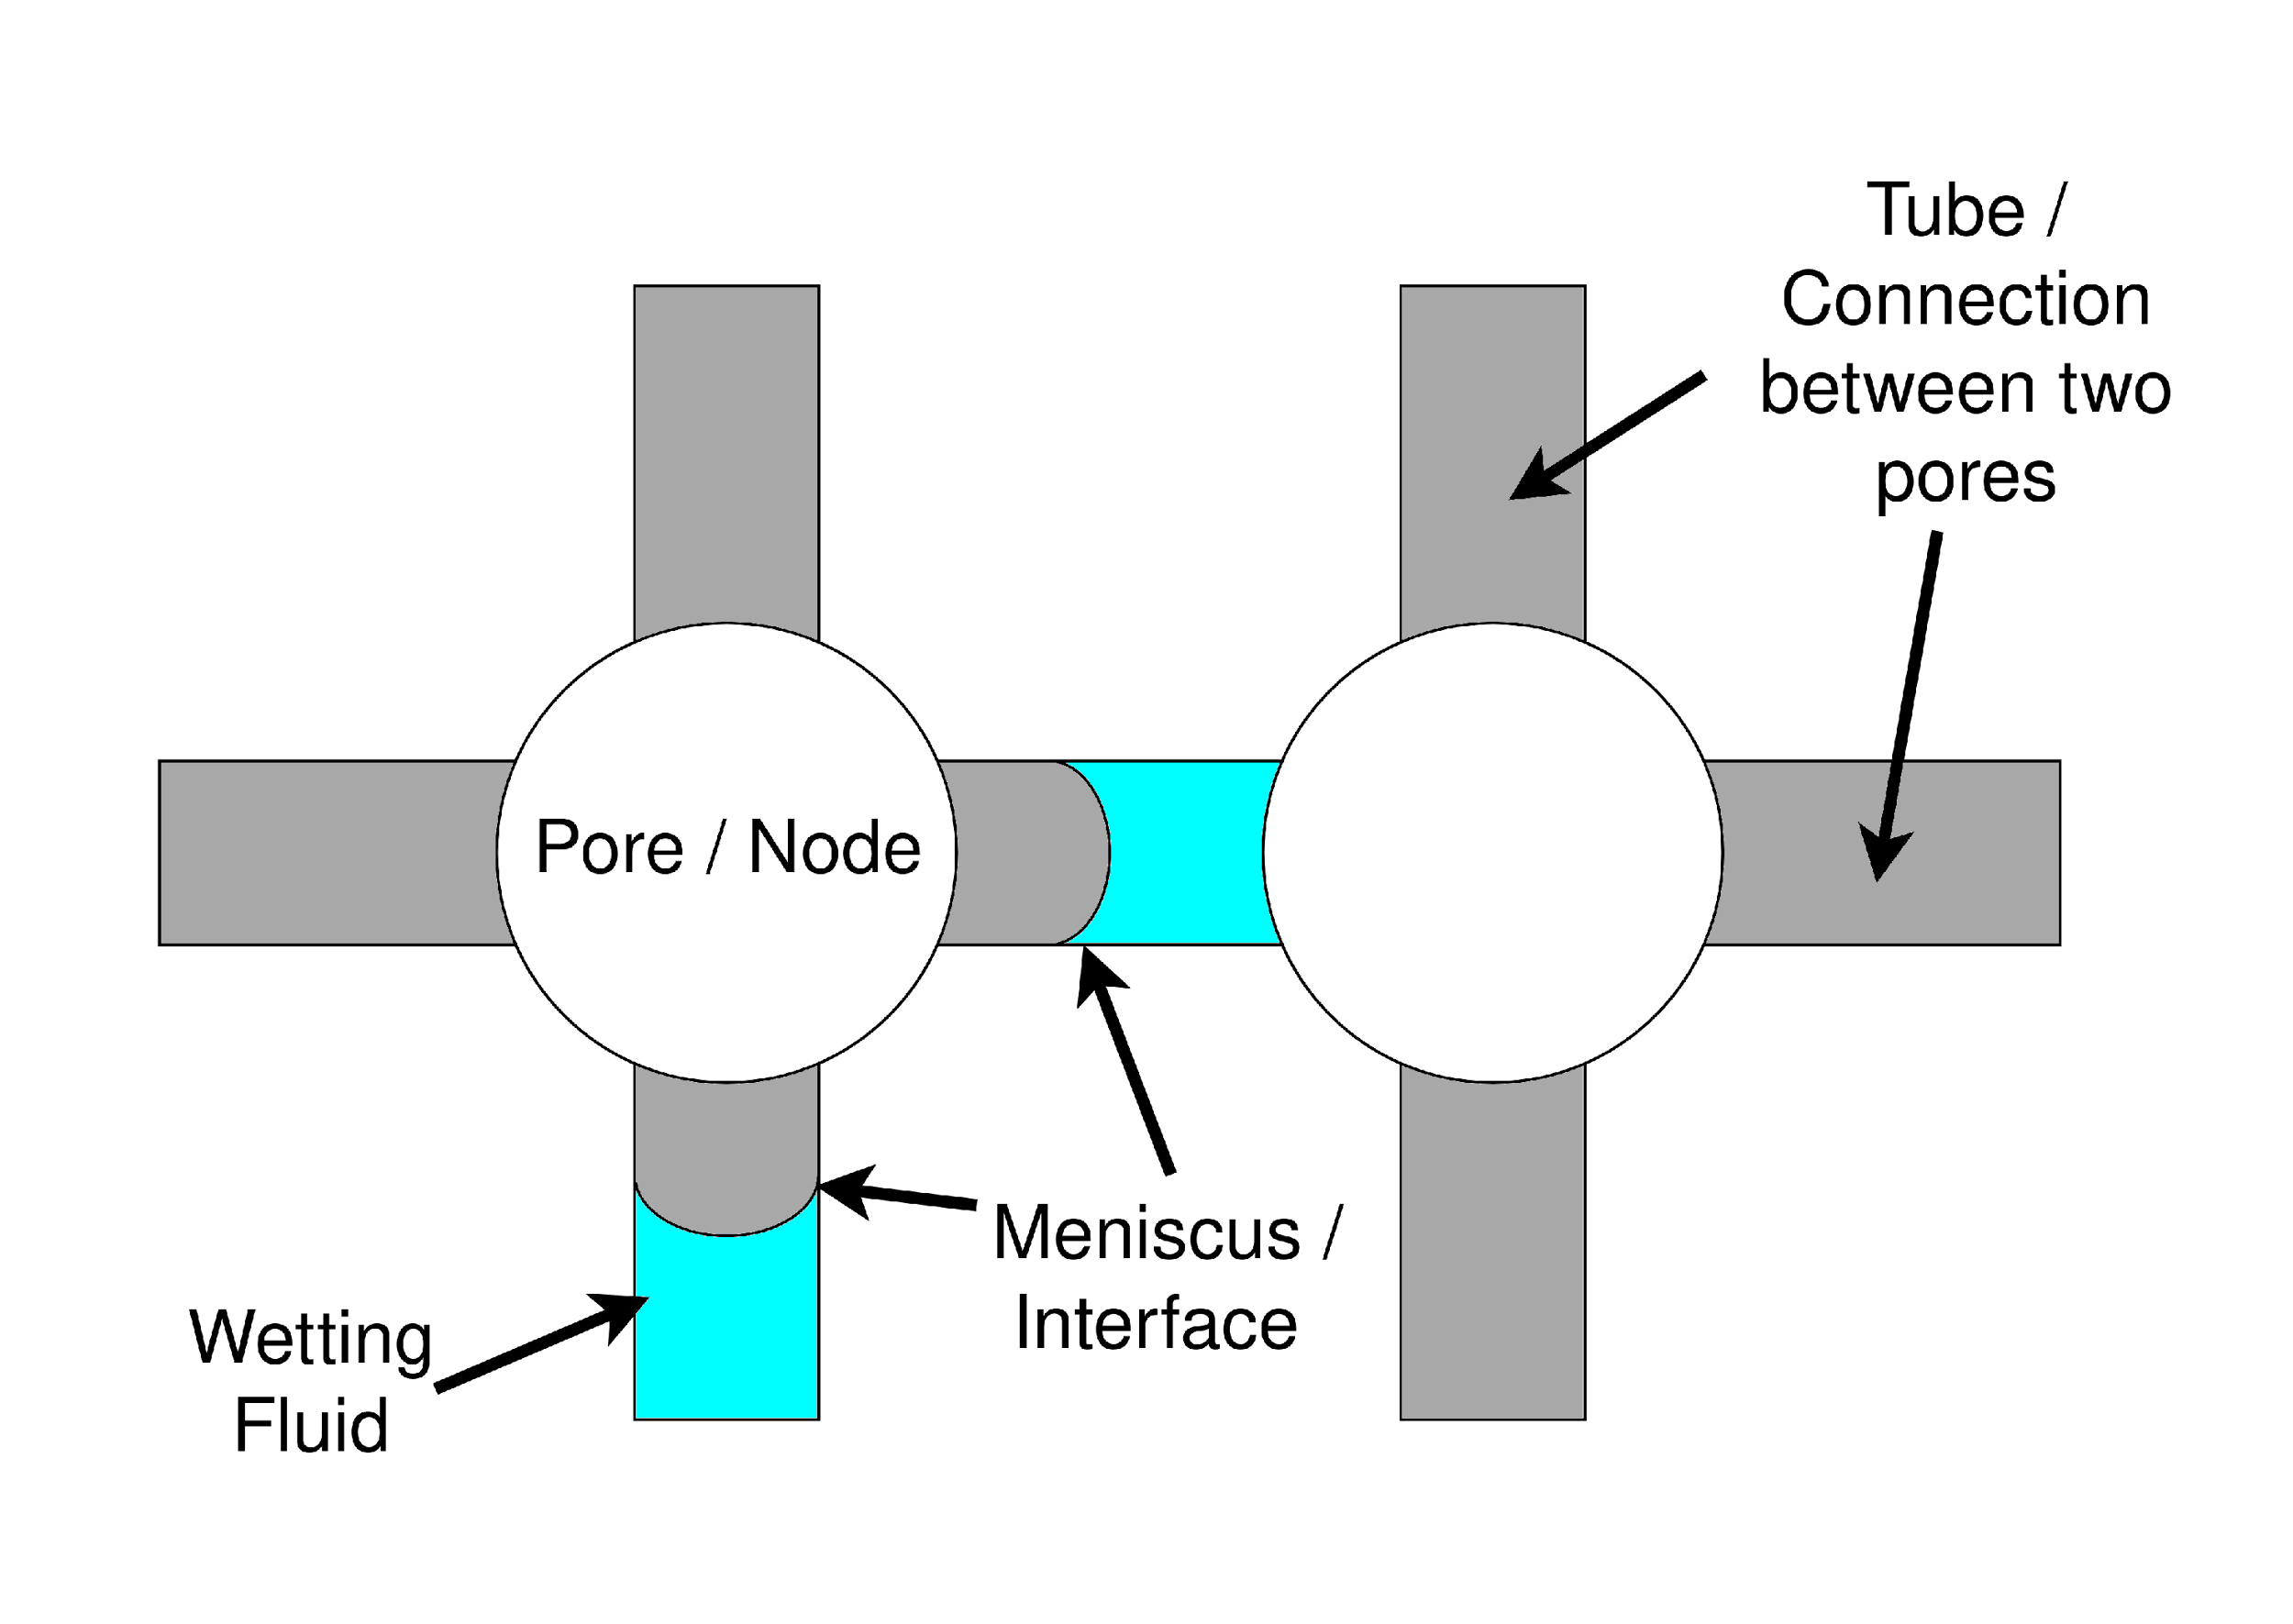 Tube /
Connection
between two
pores
Pore / Node
Meniscus /
Interface
Wetting
Fluid